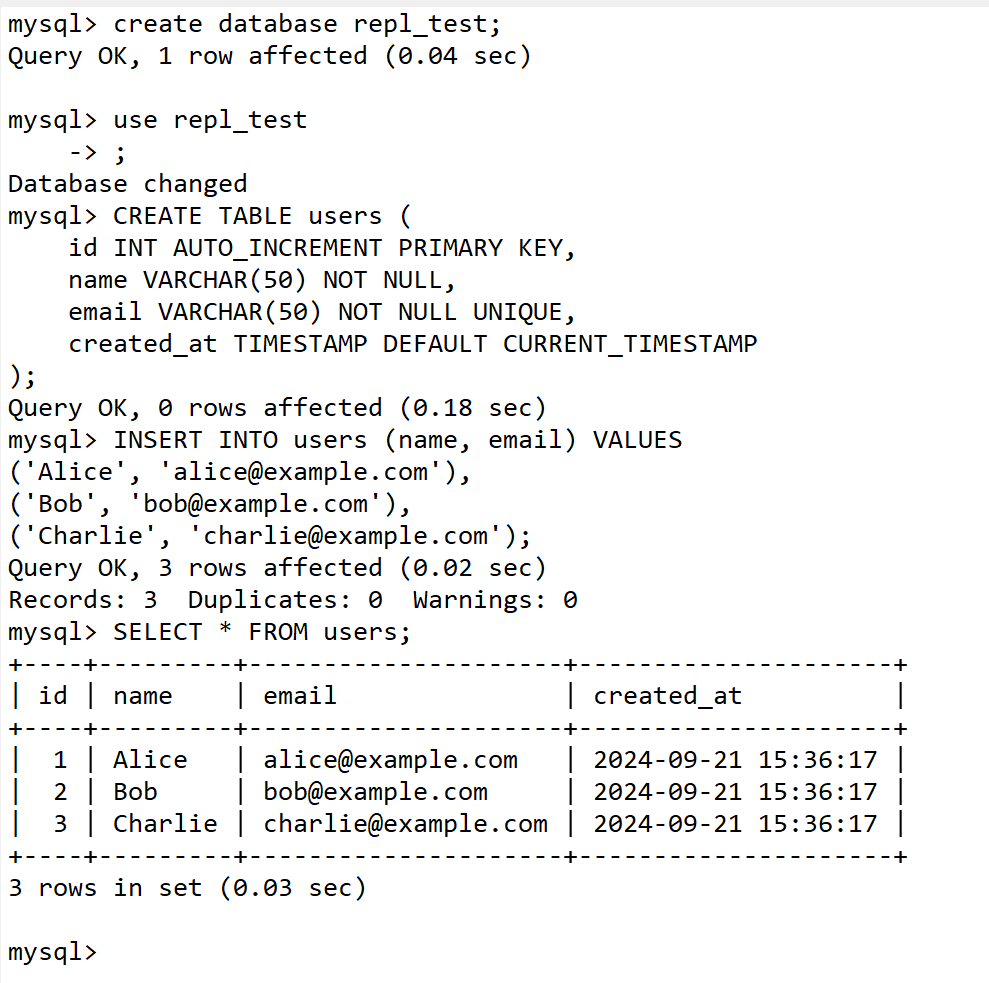 mysql> create database repl_test;
Query OK, 1 row affected (0.04 sec)

mysql> use repl_test
    -> ;
Database changed
mysql> CREATE TABLE users (
    id INT AUTO_INCREMENT PRIMARY KEY,
    name VARCHAR(50) NOT NULL,
    email VARCHAR(50) NOT NULL UNIQUE,
    created_at TIMESTAMP DEFAULT CURRENT_TIMESTAMP
);
Query OK, 0 rows affected (0.18 sec)
mysql> INSERT INTO users (name, email) VALUES
('Alice', 'alice@example.com'),
('Bob', 'bob@example.com'),
('Charlie', 'charlie@example.com');
Query OK, 3 rows affected (0.02 sec)
Records: 3  Duplicates: 0  Warnings: 0
mysql> SELECT * FROM users;
+----+---------+---------------------+---------------------+
| id | name    | email               | created_at          |
+----+---------+---------------------+---------------------+
|  1 | Alice   | alice@example.com   | 2024-09-21 15:36:17 |
|  2 | Bob     | bob@example.com     | 2024-09-21 15:36:17 |
|  3 | Charlie | charlie@example.com | 2024-09-21 15:36:17 |
+----+---------+---------------------+---------------------+
3 rows in set (0.03 sec)

mysql>